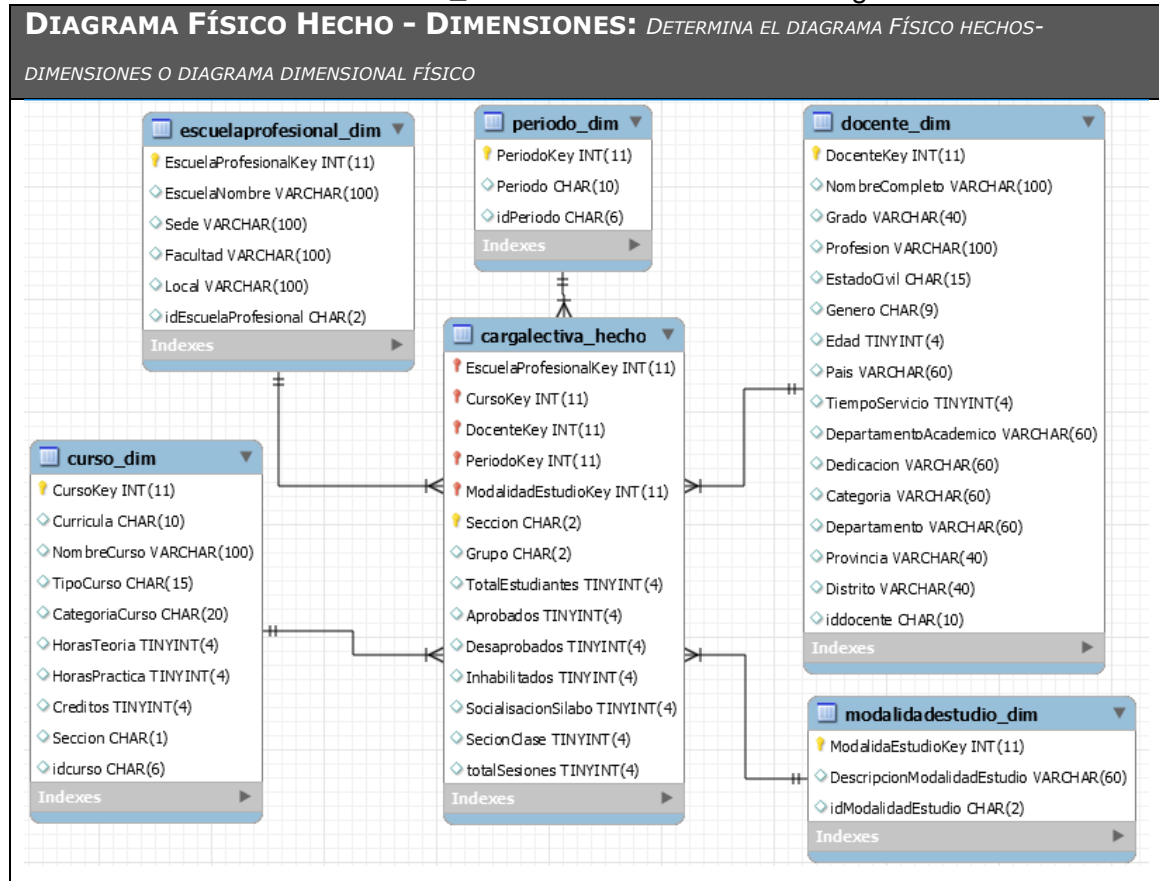 DIAGRAMA FÍSICO HECHO - DIMENSIONES: DETERMINA EL DIAGRAMA FÍSICO HECHOS-
DIMENSIONES O DIAGRAMA DIMENSIONAL FÍSICO
escuelaprofesional_dim
EscuelaProfesionalKey INT(11)
EscuelaNombre VARCHAR(100)
Sede VARCHAR(100)
Facultad VARCHAR(100)
Local VARCHAR(100)
idEscuelaProfesional CHAR(2)
Indexes
periodo_dim
PeriodoKey INT(11)
Periodo CHAR(10)
idPeriodo CHAR(6)
Indexes
docente_dim
DocenteKey INT(11)
NombreCompleto VARCHAR(100)
Grado VARCHAR(40)
Profesion VARCHAR(100)
EstadoCivil CHAR(15)
Genero CHAR(9)
Edad TINYINT(4)
Pais VARCHAR(60)
TiempoServicio TINYINT(4)
DepartamentoAcademico VARCHAR(60)
Dedicacion VARCHAR(60)
Categoria VARCHAR(60)
Departamento VARCHAR(60)
Provincia VARCHAR(40)
Distrito VARCHAR(40)
iddocente CHAR(10)
Indexes
cargalectiva_hecho
EscuelaProfesionalKey INT(11)
CursoKey INT(11)
DocenteKey INT(11)
PeriodoKey INT(11)
ModalidadEstudioKey INT(11)
Seccion CHAR(2)
Grupo CHAR(2)
TotalEstudiantes TINYINT(4)
Aprobados TINYINT(4)
Desaprobados TINYINT(4)
Inhabilitados TINYINT(4)
SocialisacionSilabo TINYINT(4)
SecionClase TINYINT(4)
totalSesiones TINYINT(4)
Indexes
curso_dim
CursoKey INT(11)
Curricula CHAR(10)
NombreCurso VARCHAR(100)
TipoCurso CHAR(15)
CategoriaCurso CHAR(20)
HorasTeoria TINYINT(4)
HorasPractica TINYINT(4)
Creditos TINYINT(4)
Seccion CHAR(1)
idcurso CHAR(6)
Indexes
modalidadestudio_dim
ModalidaEstudioKey INT(11)
DescripcionModalidadEstudio VARCHAR(60)
idModalidadEstudio CHAR(2)
Indexes